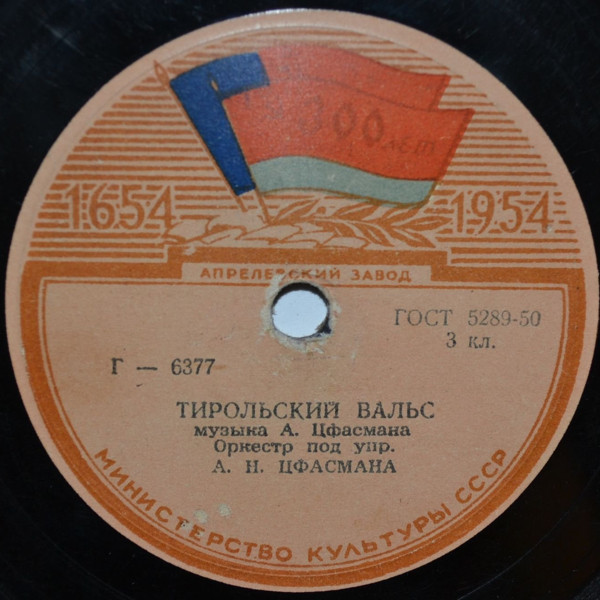 300 лет
1654 1954
АПРЕЛЕВСКИЙ ЗАВОД
ГОСТ 5289-50
3 кл.
Г — 6377
ТИРОЛЬСКИЙ ВАЛЬС
музыка А. Цфасмана
Оркестр под упр.
А. Н. ЦФАСМАНА
МИНИСТЕРСТВО КУЛЬТУРЫ СССР